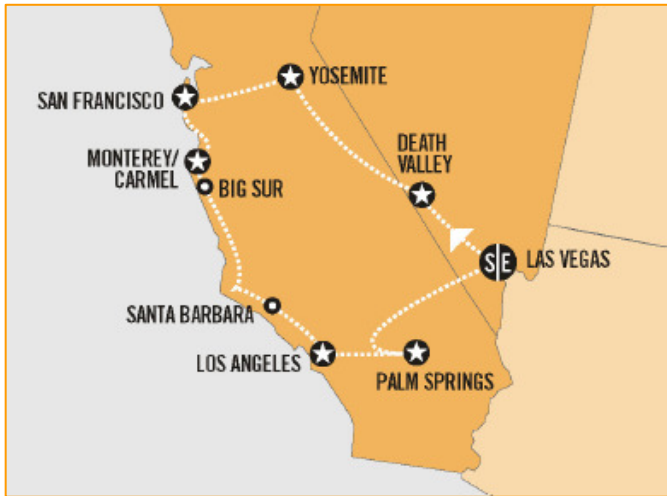 YOSEMITE
SAN FRANCISCO
DEATH
VALLEY
MONTEREY/
CARMEL
BIG SUR
S E
LAS VEGAS
SANTA BARBARA
LOS ANGELES
PALM SPRINGS